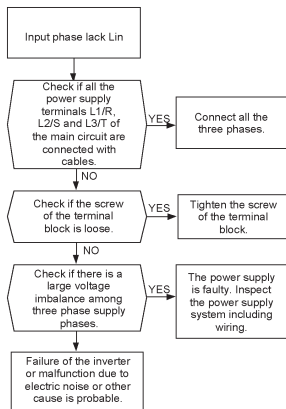 Input phase lack Lin
Check if all the
power supply
terminals L1/R,
L2/S and L3/T of
the main circuit are
connected with
cables.
YES
Connect all the
three phases.
NO
Check if the screw
of the terminal
block is loose.
YES
Tighten the screw
of the terminal
block.
NO
Check if there is a
large voltage
imbalance among
three phase supply
phases.
YES
The power supply
is faulty. Inspect
the power supply
system including
wiring.
Failure of the inverter
or malfunction due to
electric noise or other
cause is probable.